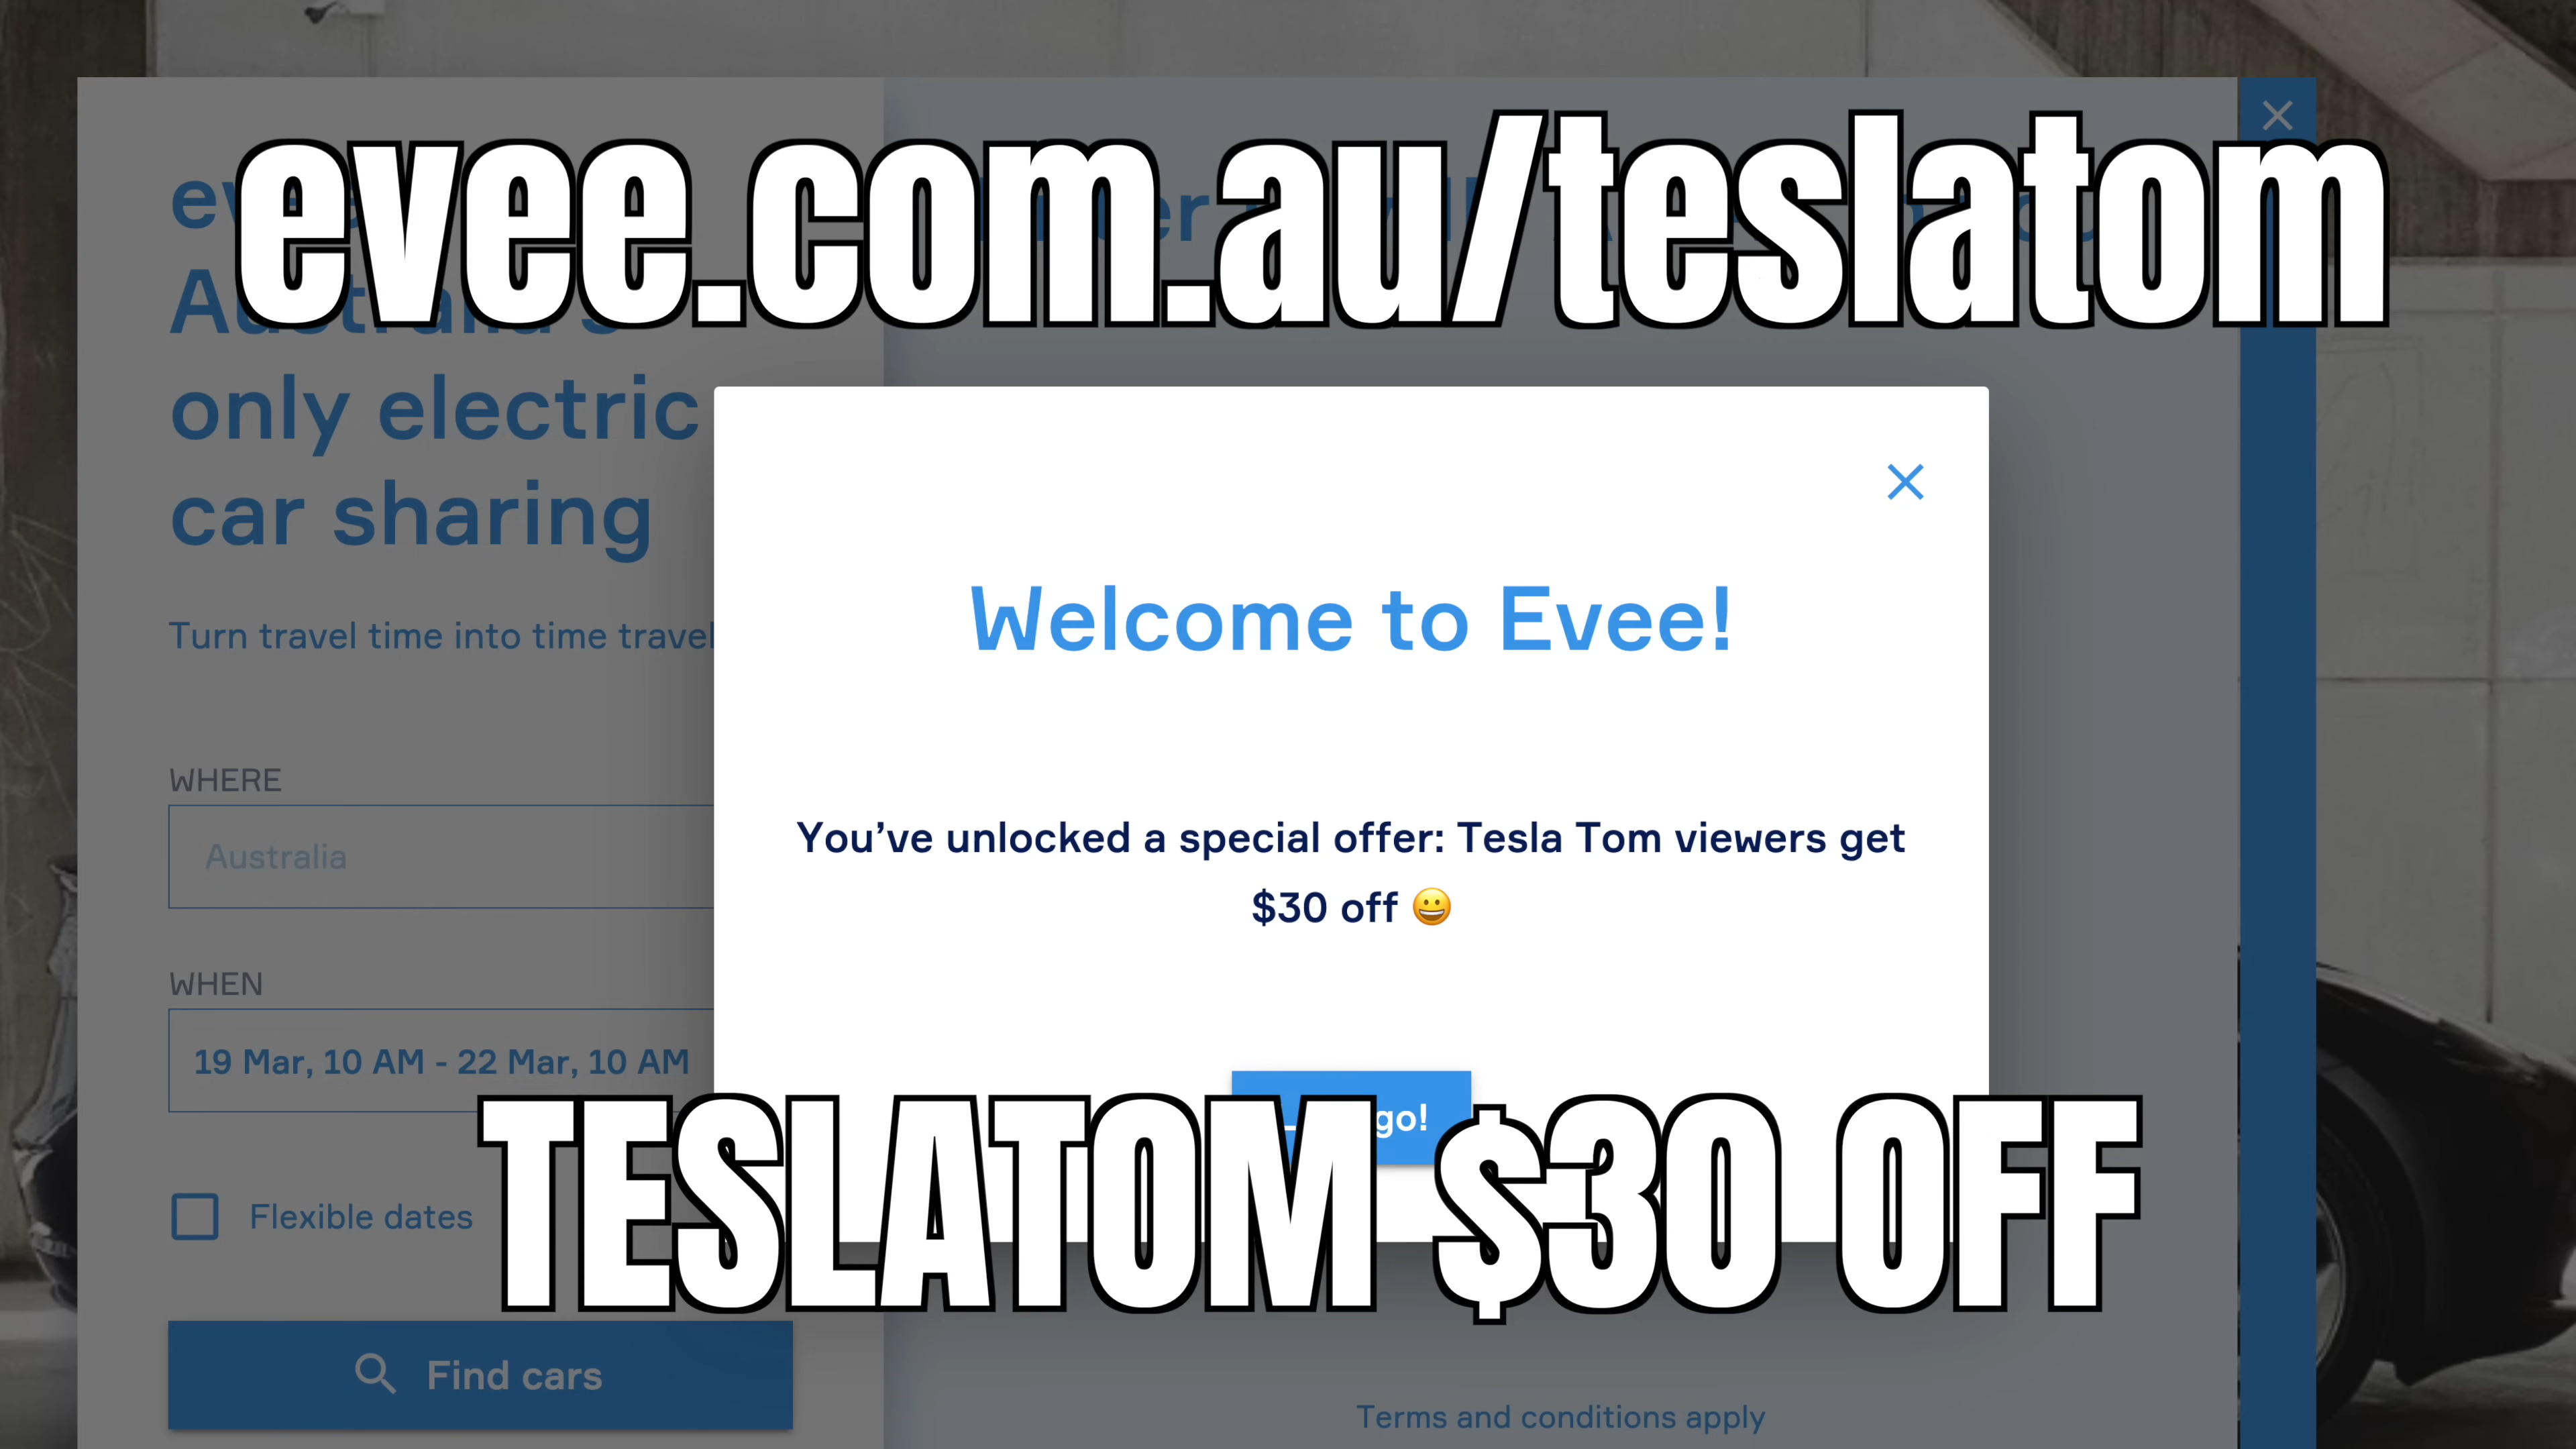 evee.com.au/teslatom
only electric
car sharing
Turn travel time into time travel
WHERE
Australia
WHEN
19 Mar, 10 AM - 22 Mar, 10 AM
Flexible dates
Find cars
Welcome to Evee!
You’ve unlocked a special offer: Tesla Tom viewers get
$30 off 😀
go!
TESLATOM $30 OFF
Terms and conditions apply